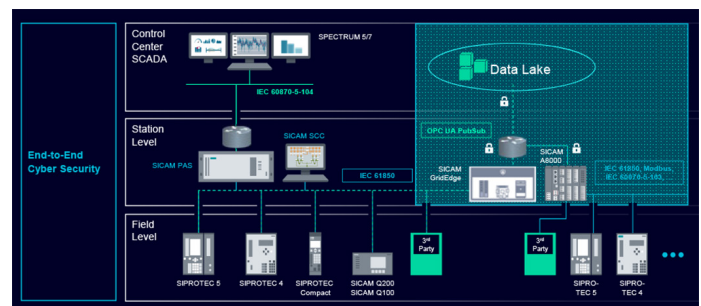 End-to-End
Cyber Security
Control
Center
SCADA
SPECTRUM 5/7
IEC 60870-5-104
Data Lake
Station
Level
SICAM PAS
SICAM SCC
IEC 61850
OPC UA PubSub
SICAM
GridEdge
SICAM
A8000
IEC 61850, Modbus,
IEC 60870-5-103, ...
Field
Level
SIPROTEC 5
SIPROTEC 4
SIPROTEC
Compact
SICAM Q200
SICAM Q100
3rd
Party
3rd
Party
SIPRO-
TEC 5
SIPRO-
TEC 4